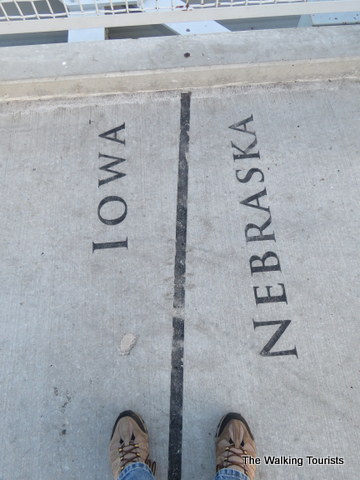 IOWA
NEBRASKA
The Walking Tourists